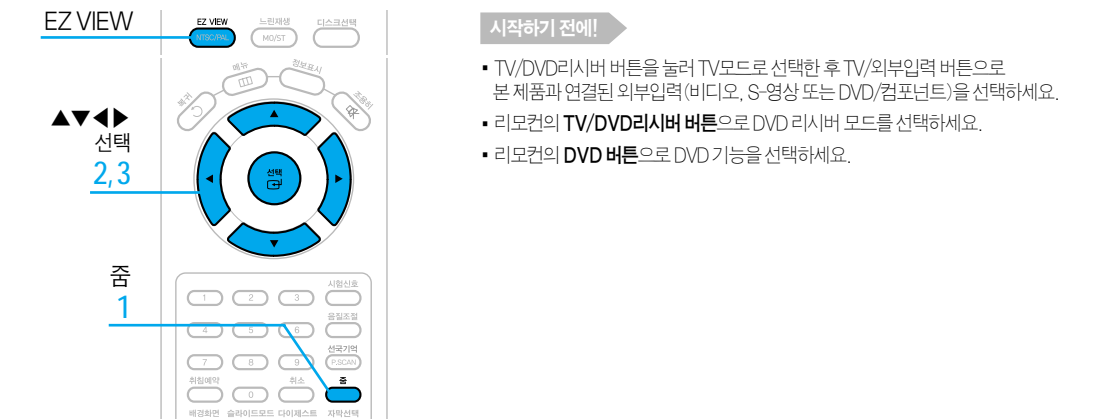 EZ VIEW
EZ VIEW 느린재생 디스크선택
NTSC/PAL MO/ST
메뉴 정보표시
복귀 조용히
▲▼◀▶
선택
2,3
▲
◀ 선택 ▶
▼
줌
1
시험신호
1 2 3
음질조절
4 5 6
선국기억
7 8 9 P.SCAN
취침예약 취소 줌
0
배경화면 슬라이드모드 다이제스트 자막선택
시작하기 전에!
▪ TV/DVD리시버 버튼을 눌러 TV모드로 선택한 후 TV/외부입력 버튼으로
본 제품과 연결된 외부입력(비디오, S-영상 또는 DVD/컴포넌트)을 선택하세요.
▪ 리모컨의 TV/DVD리시버 버튼으로 DVD 리시버 모드를 선택하세요.
▪ 리모컨의 DVD 버튼으로 DVD 기능을 선택하세요.